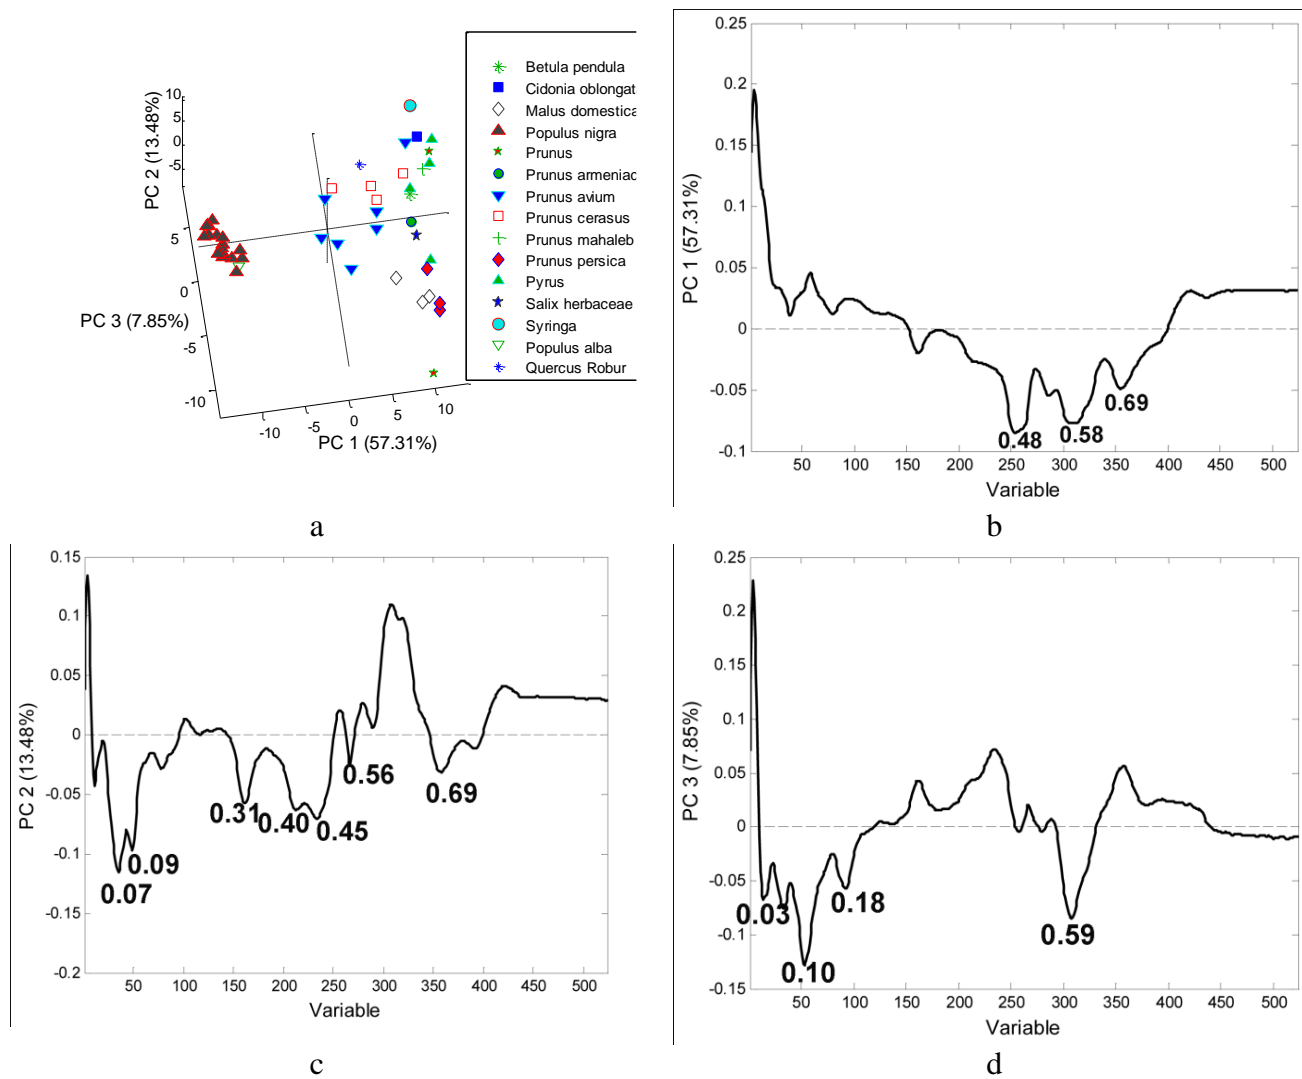 10
5
0
-5
PC 2 (13.48%)
5
0
-5
-10
PC 3 (7.85%)
-10
-5
0
5
10
PC 1 (57.31%)
Betula pendula
Cidonia oblongat
Malus domestica
Populus nigra
Prunus
Prunus armeniac
Prunus avium
Prunus cerasus
Prunus mahaleb
Prunus persica
Pyrus
Salix herbaceae
Syringa
Populus alba
Quercus Robur
a
0.25
0.2
0.15
0.1
0.05
0
-0.05
-0.1
PC 1 (57.31%)
0.48
0.58
0.69
50 100 150 200 250 300 350 400 450 500
Variable
b
0.15
0.1
0.05
0
-0.05
-0.1
-0.15
-0.2
PC 2 (13.48%)
0.07
0.09
0.31
0.40
0.45
0.56
0.69
50 100 150 200 250 300 350 400 450 500
Variable
c
0.25
0.2
0.15
0.1
0.05
0
-0.05
-0.1
-0.15
PC 3 (7.85%)
0.03
0.10
0.18
0.59
50 100 150 200 250 300 350 400 450 500
Variable
d